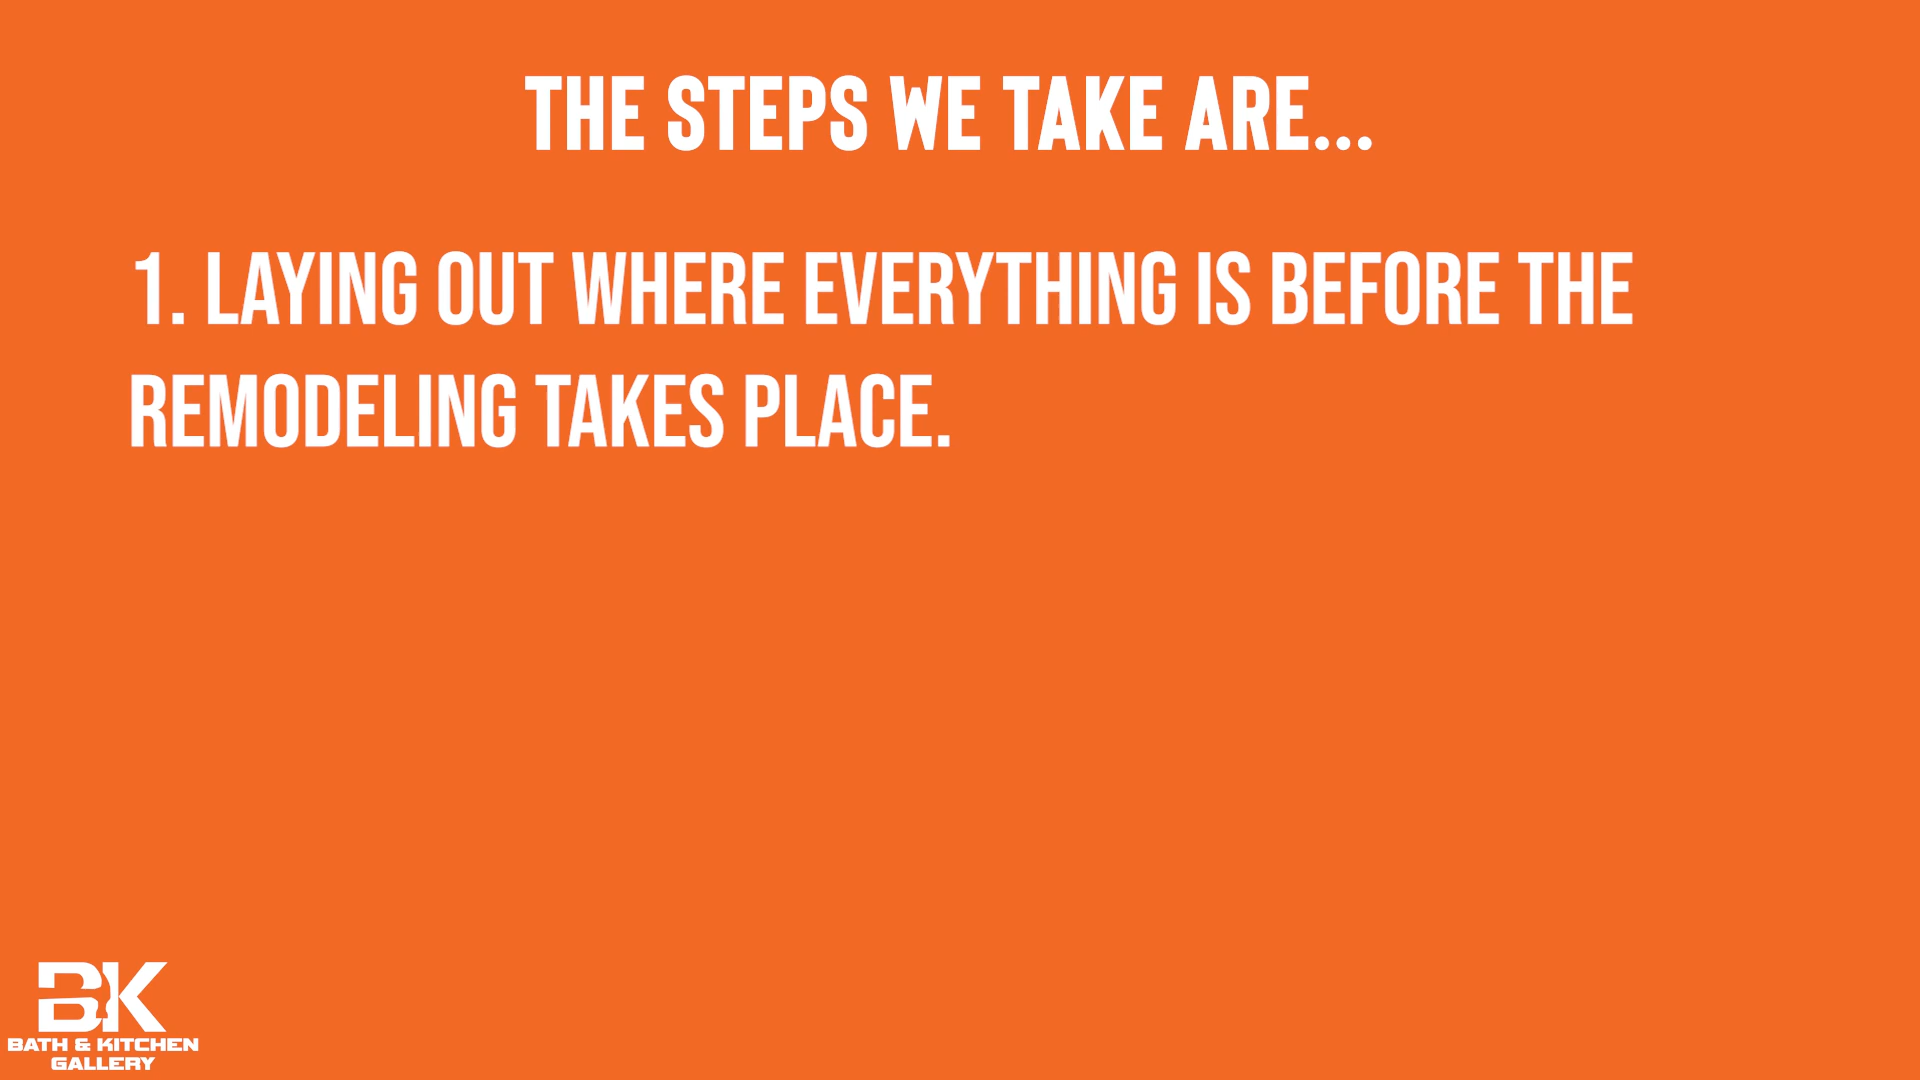 THE STEPS WE TAKE ARE...
1. LAYING OUT WHERE EVERYTHING IS BEFORE THE
REMODELING TAKES PLACE.
B&K
BATH & KITCHEN
GALLERY